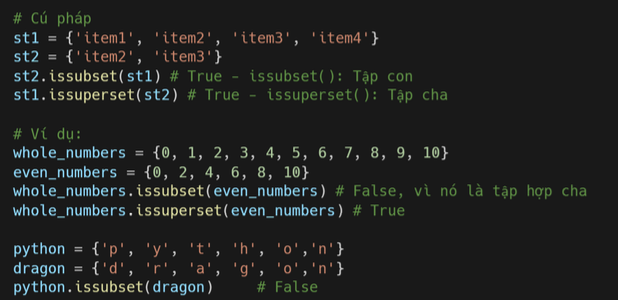 # Cú pháp
st1 = {'item1', 'item2', 'item3', 'item4'}
st2 = {'item2', 'item3'}
st2.issubset(st1) # True - issubset(): Tập con
st1.issuperset(st2) # True - issuperset(): Tập cha
# Ví dụ:
whole_numbers = {0, 1, 2, 3, 4, 5, 6, 7, 8, 9, 10}
even_numbers = {0, 2, 4, 6, 8, 10}
whole_numbers.issubset(even_numbers) # False, vì nó là tập hợp cha
whole_numbers.issuperset(even_numbers) # True
python = {'p', 'y', 't', 'h', 'o','n'}
dragon = {'d', 'r', 'a', 'g', 'o','n'}
python.issubset(dragon)     # False